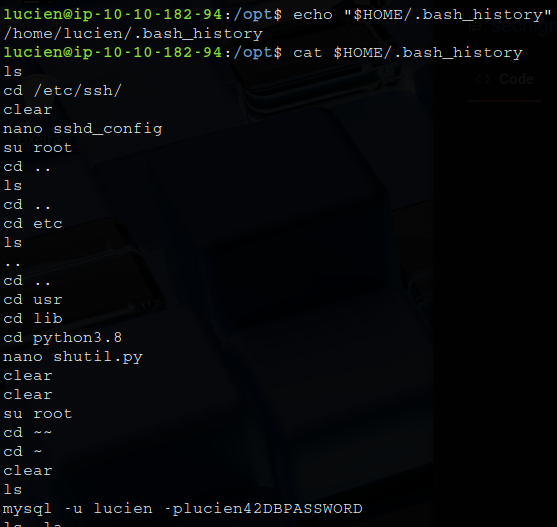 lucien@ip-10-10-182-94:/opt$ echo "$HOME/.bash_history"
/home/lucien/.bash_history
lucien@ip-10-10-182-94:/opt$ cat $HOME/.bash_history
ls
cd /etc/ssh/
clear
nano sshd_config
su root
cd ..
ls
cd ..
cd etc
ls
..
cd ..
cd usr
cd lib
cd python3.8
nano shutil.py
clear
clear
su root
cd ~~
cd ~
clear
ls
mysql -u lucien -plucien42DBPASSWORD
ls -la
<> Code